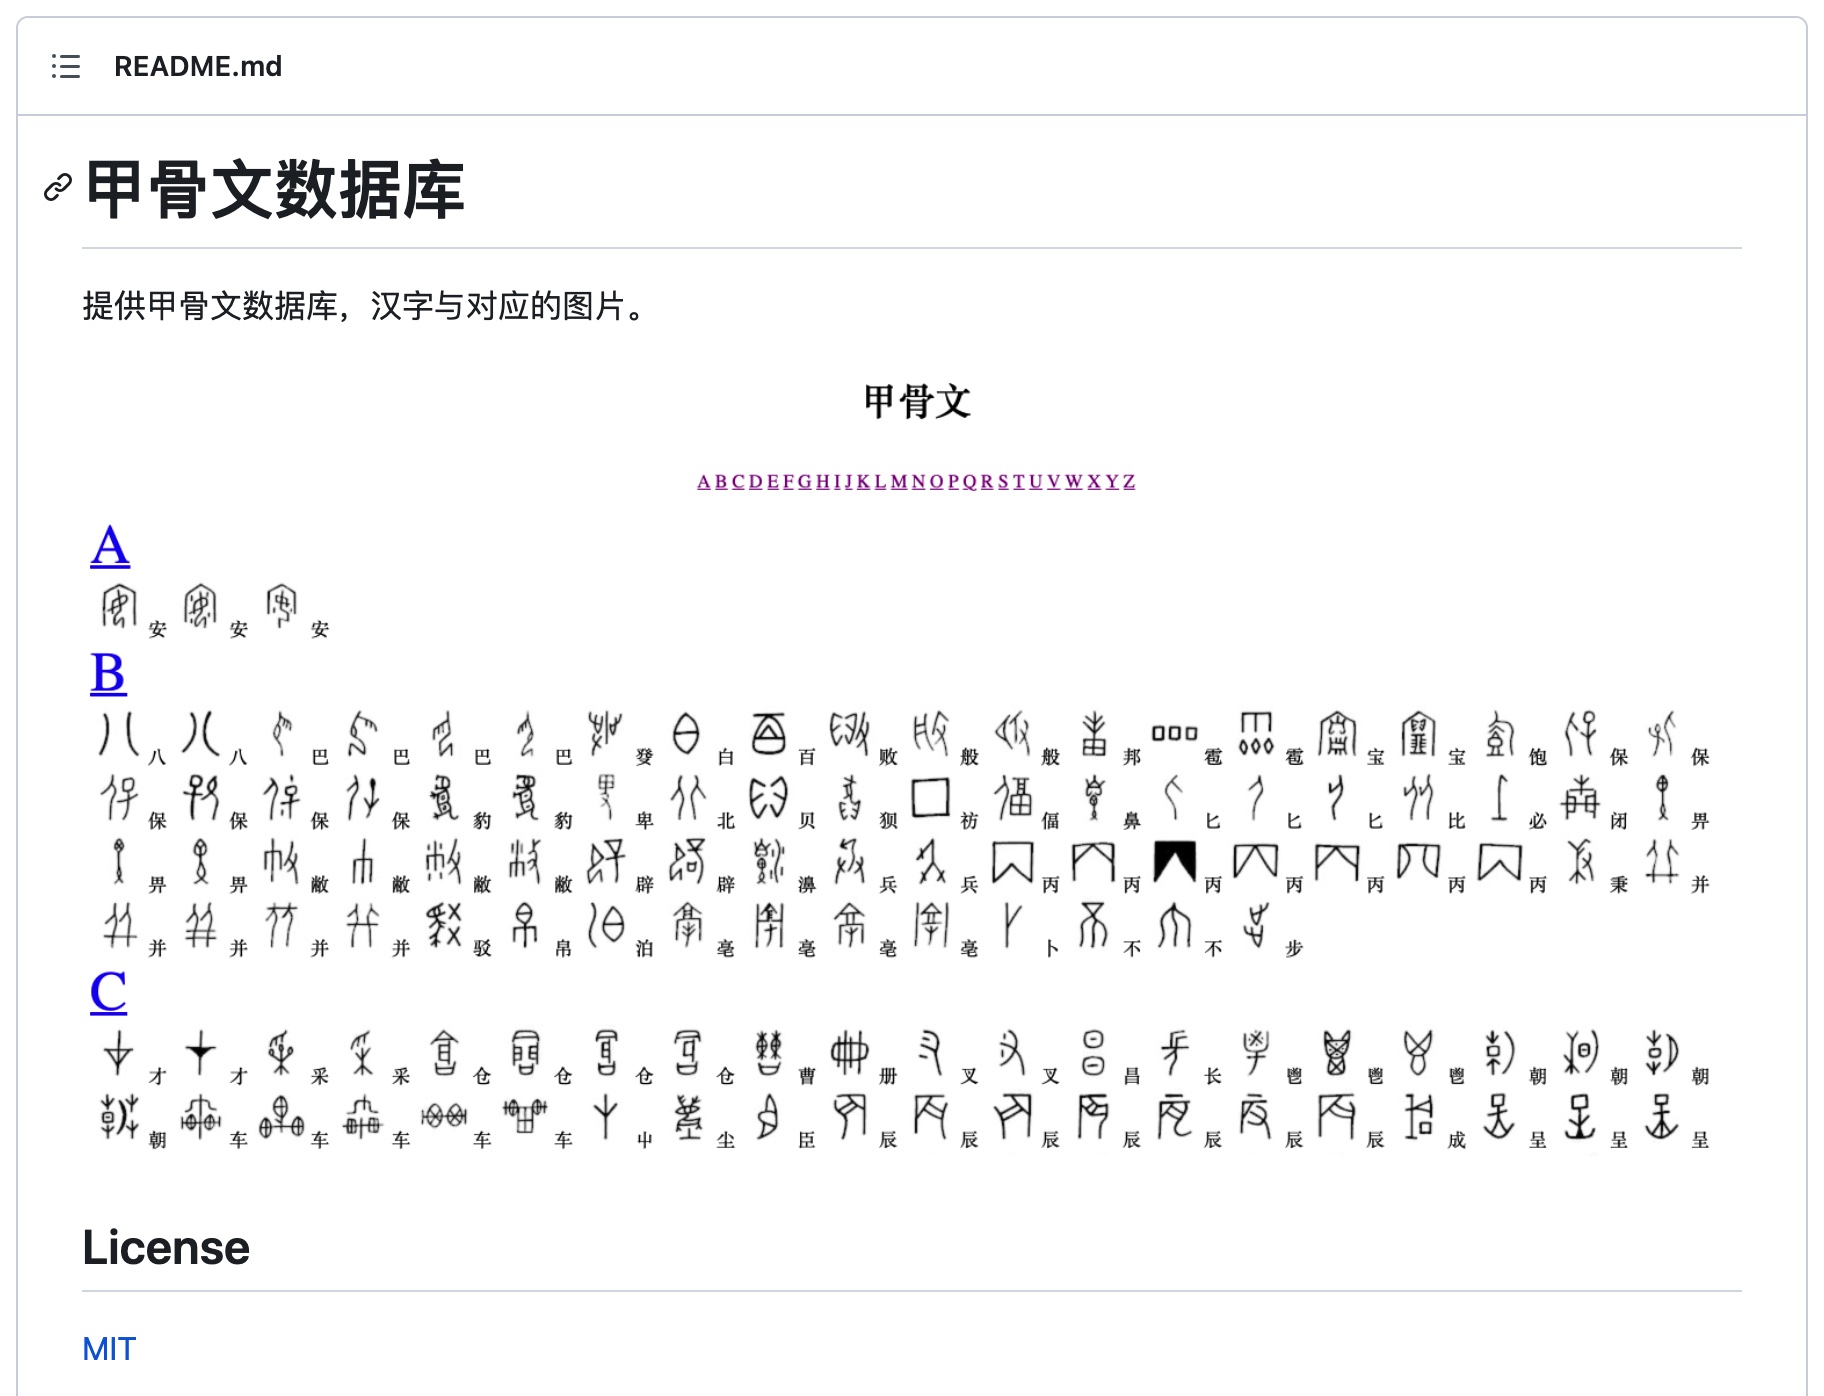 README.md
甲骨文数据库
提供甲骨文数据库，汉字与对应的图片。
甲骨文
A B C D E F G H I J K L M N O P Q R S T U V W X Y Z
A
安 安 安
B
八 八 巴 巴 巴 巴 癹 白 百 败 般 般 邦 雹 雹 宝 宝 饱 保 保
保 保 保 保 豹 豹 卑 北 贝 狈 祊 偪 鼻 匕 匕 匕 比 必 闭 畀
畀 畀 敝 敝 敝 敝 辟 辟 濞 兵 兵 丙 丙 丙 丙 丙 丙 丙 秉 并
并 并 并 并 驳 帛 泊 亳 亳 亳 亳 卜 不 不 步
C
才 才 采 采 仓 仓 仓 仓 曹 册 叉 叉 昌 长 鬯 鬯 鬯 朝 朝 朝
朝 车 车 车 车 车 屮 尘 臣 辰 辰 辰 辰 辰 辰 辰 成 呈 呈 呈
License
MIT